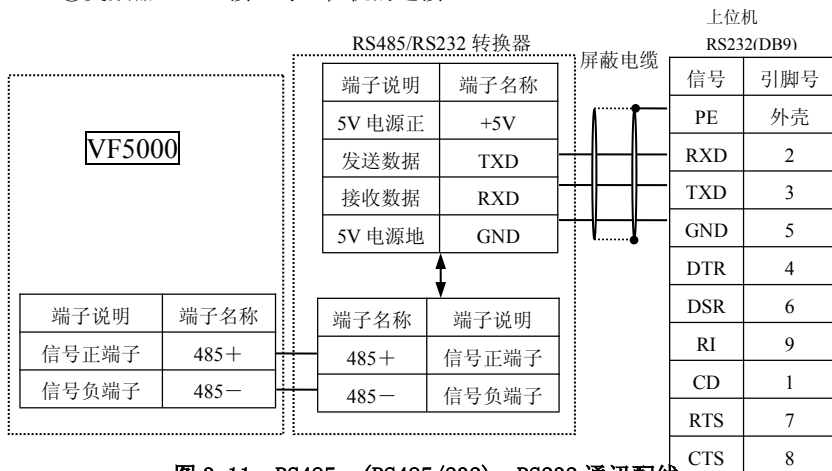 上位机
RS485/RS232 转换器
屏蔽电缆
RS232(DB9)
端子说明 端子名称
信号 引脚号
5V 电源正 +5V
PE 外壳
VF5000
发送数据 TXD
RXD 2
接收数据 RXD
TXD 3
5V 电源地 GND
GND 5
DTR 4
端子说明 端子名称
端子名称 端子说明
DSR 6
信号正端子 485＋
485＋ 信号正端子
RI 9
信号负端子 485－
485－ 信号负端子
CD 1
RTS 7
CTS 8